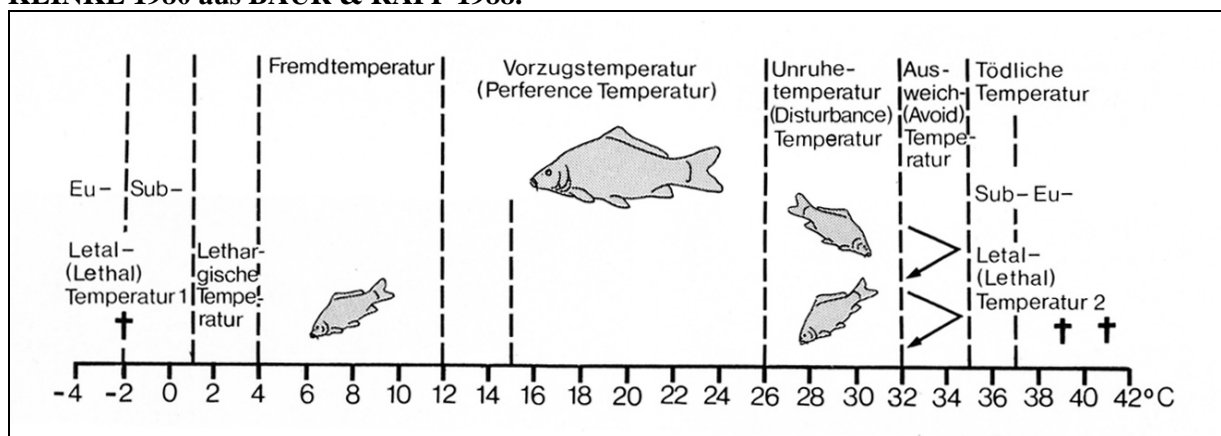 KLINKE 1980 aus BAUR & RAPP 1988.
Fremdtemperatur
Vorzugstemperatur
(Perference Temperatur)
Unruhe-
temperatur
(Disturbance)
Temperatur
Aus-
weich-
(Avoid)
Tempe-
ratur
Tödliche
Temperatur
Eu- Sub-
Letal-
(Lethal)
Temperatur 1
Lethar-
gische
Tempe-
ratur
Sub- Eu-
Letal-
(Lethal)
Temperatur 2
-4 -2 0 2 4 6 8 10 12 14 16 18 20 22 24 26 28 30 32 34 36 38 40 42°C